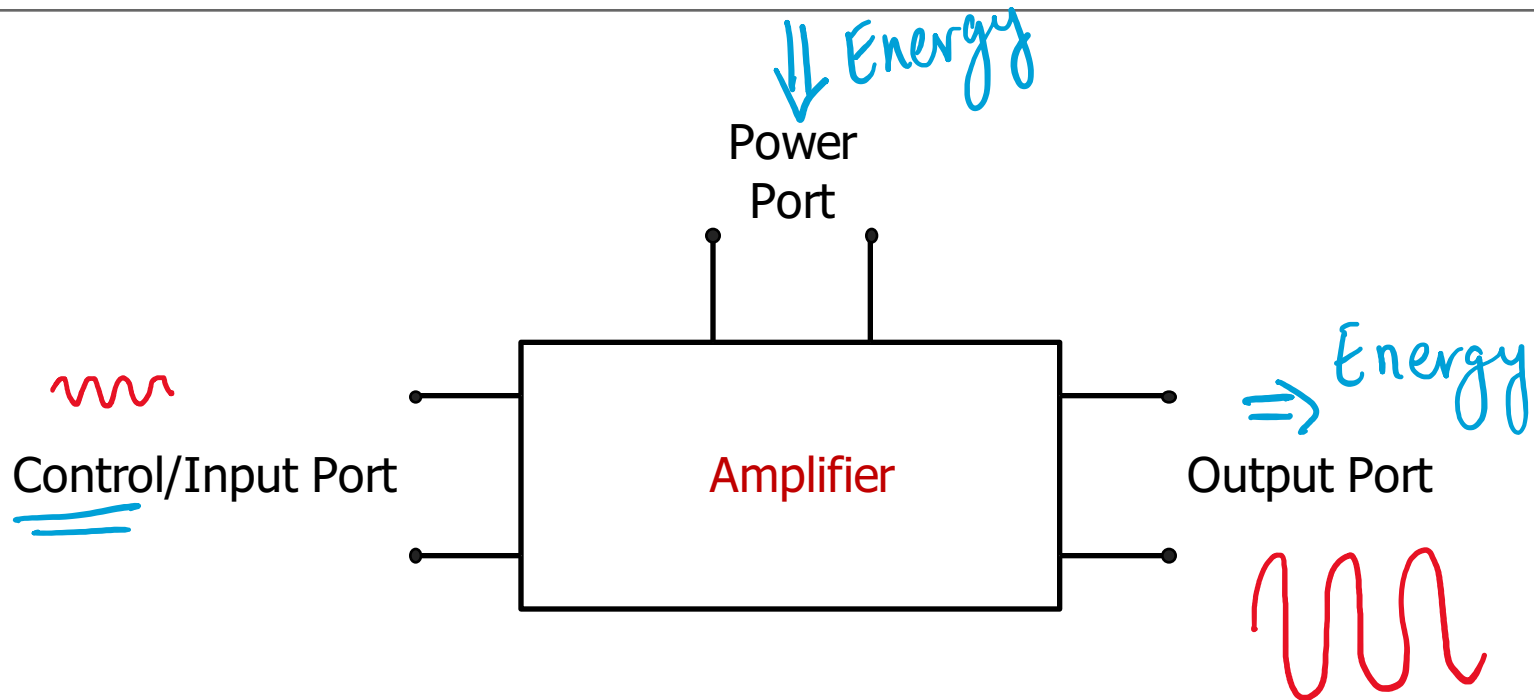 Energy
Power
Port
Energy
Control/Input Port
Amplifier
Output Port